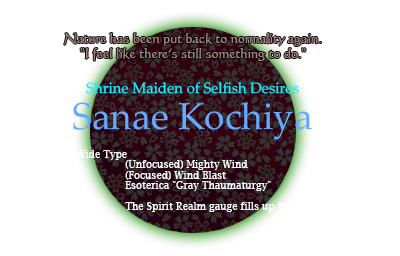 Nature has been put back to normality again.
"I feel like there's still something to do."
Shrine Maiden of Selfish Desires
Sanae Kochiya
Wide Type
(Unfocused) Mighty Wind
(Focused) Wind Blast
Esoterica "Gray Thaumaturgy"
The Spirit Realm gauge fills up